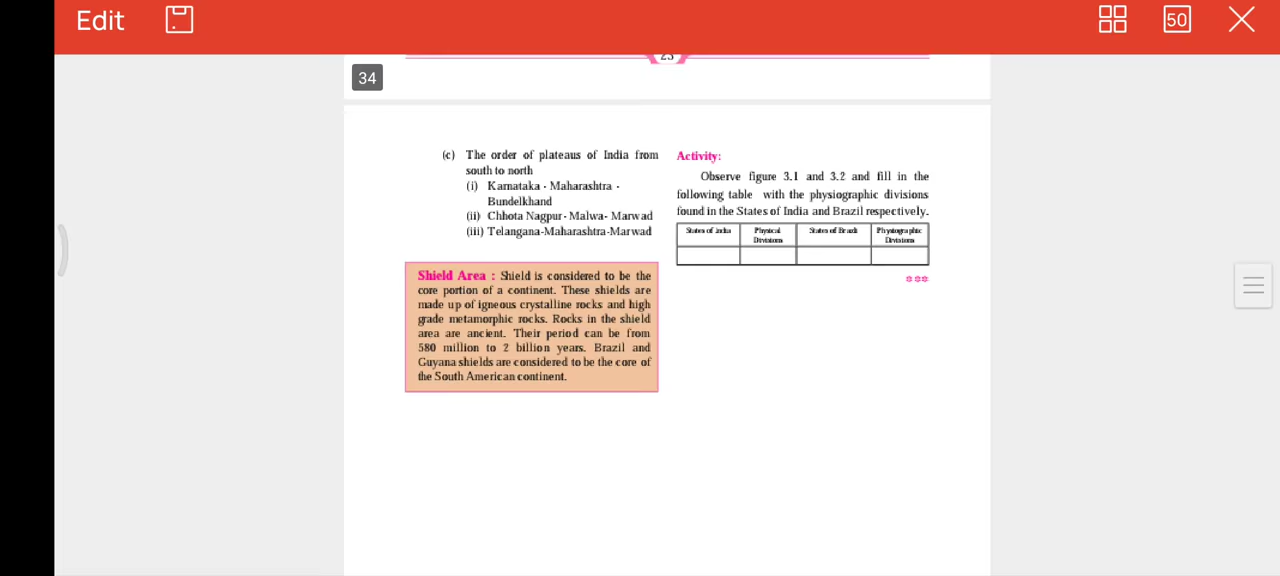 Edit
50
23
34
(c) The order of plateaus of India from
south to north
(i) Karnataka - Maharashtra -
Bundelkhand
(ii) Chhota Nagpur- Malwa- Marwad
(iii) Telangana-Maharashtra-Marwad
Shield Area : Shield is considered to be the
core portion of a continent. These shields are
made up of igneous crystalline rocks and high
grade metamorphic rocks. Rocks in the shield
area are ancient. Their period can be from
580 million to 2 billion years. Brazil and
Guyana shields are considered to be the core of
the South American continent.
Activity:
Observe figure 3.1 and 3.2 and fill in the
following table with the physiographic divisions
found in the States of India and Brazil respectively.
States of India Physical Divisions States of Brazil Physiographic Divisions
***